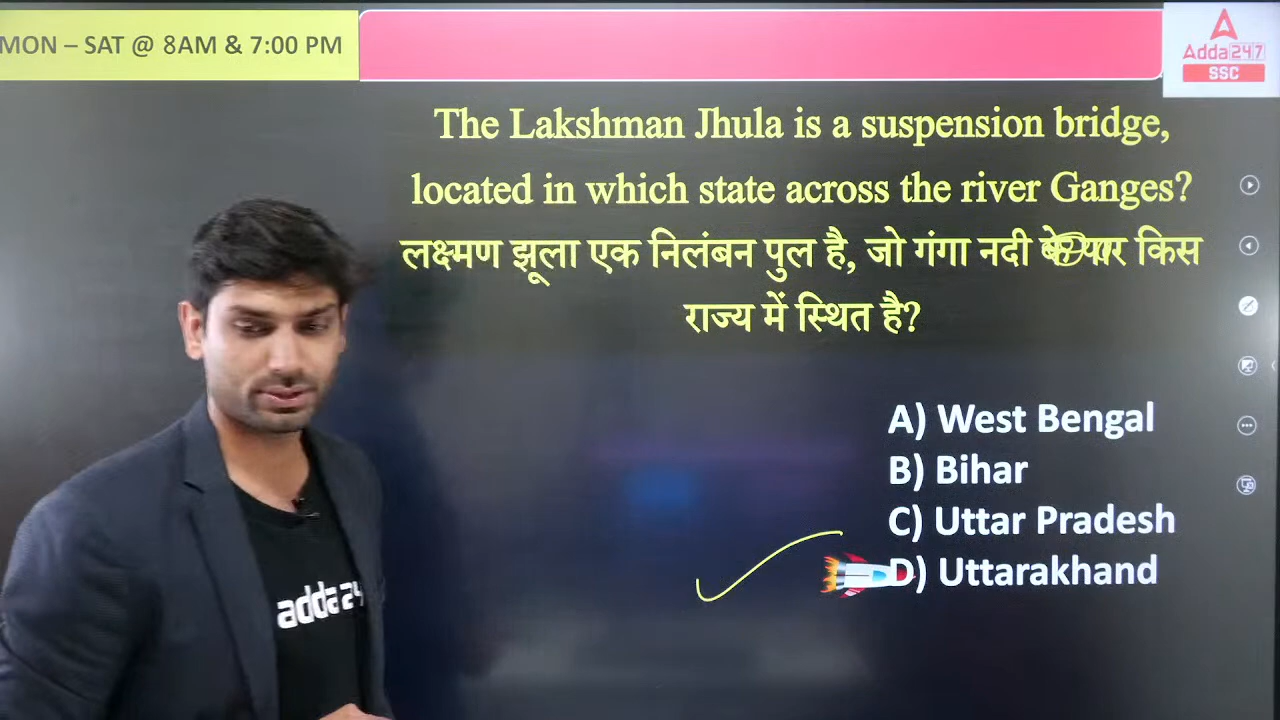 MON – SAT @ 8AM & 7:00 PM
Adda247
SSC
The Lakshman Jhula is a suspension bridge,
located in which state across the river Ganges?
लक्ष्मण झूला एक निलंबन पुल है, जो गंगा नदी के पार किस
राज्य में स्थित है?
A) West Bengal
B) Bihar
C) Uttar Pradesh
D) Uttarakhand
adda247